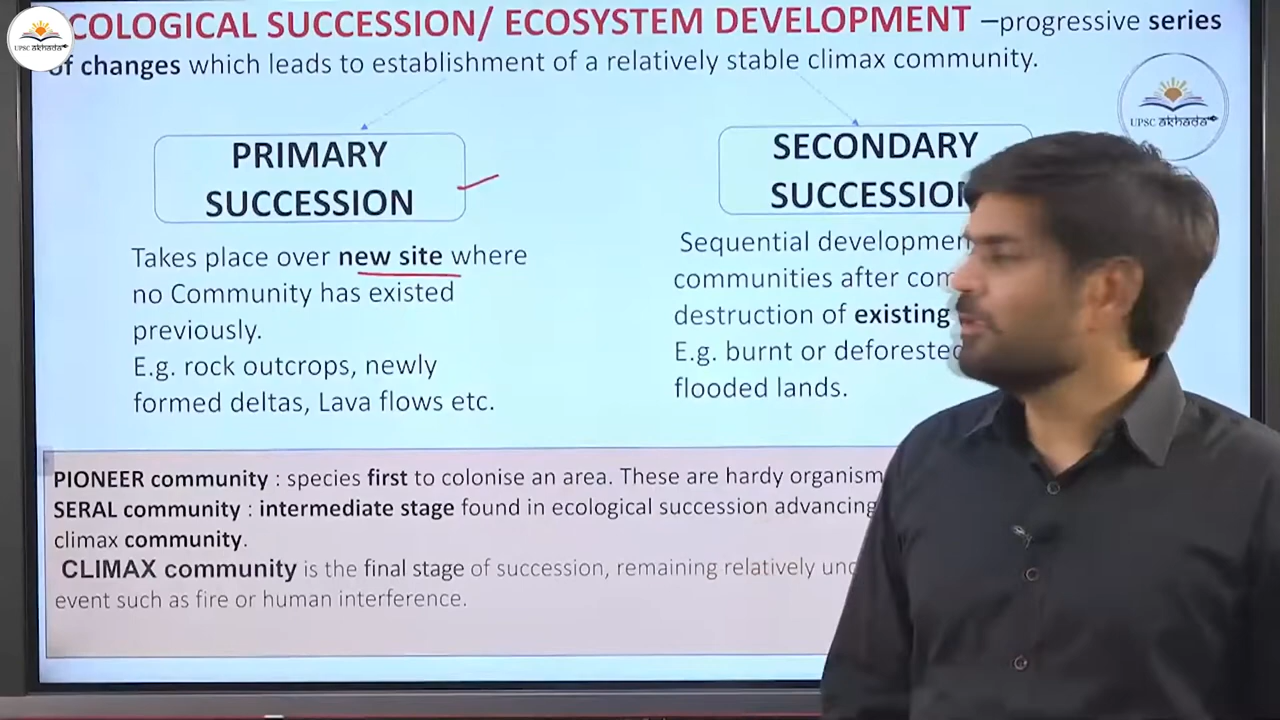 COLOGICAL SUCCESSION/ ECOSYSTEM DEVELOPMENT –progressive series
of changes which leads to establishment of a relatively stable climax community.
UPSC akhada
UPSC akhada
PRIMARY
SUCCESSION
SECONDARY
SUCCESSION
Takes place over new site where
no Community has existed
previously.
E.g. rock outcrops, newly
formed deltas, Lava flows etc.
Sequential developmen
communities after com
destruction of existing
E.g. burnt or deforested
flooded lands.
PIONEER community : species first to colonise an area. These are hardy organism
SERAL community : intermediate stage found in ecological succession advancing
climax community.
CLIMAX community is the final stage of succession, remaining relatively unc
event such as fire or human interference.